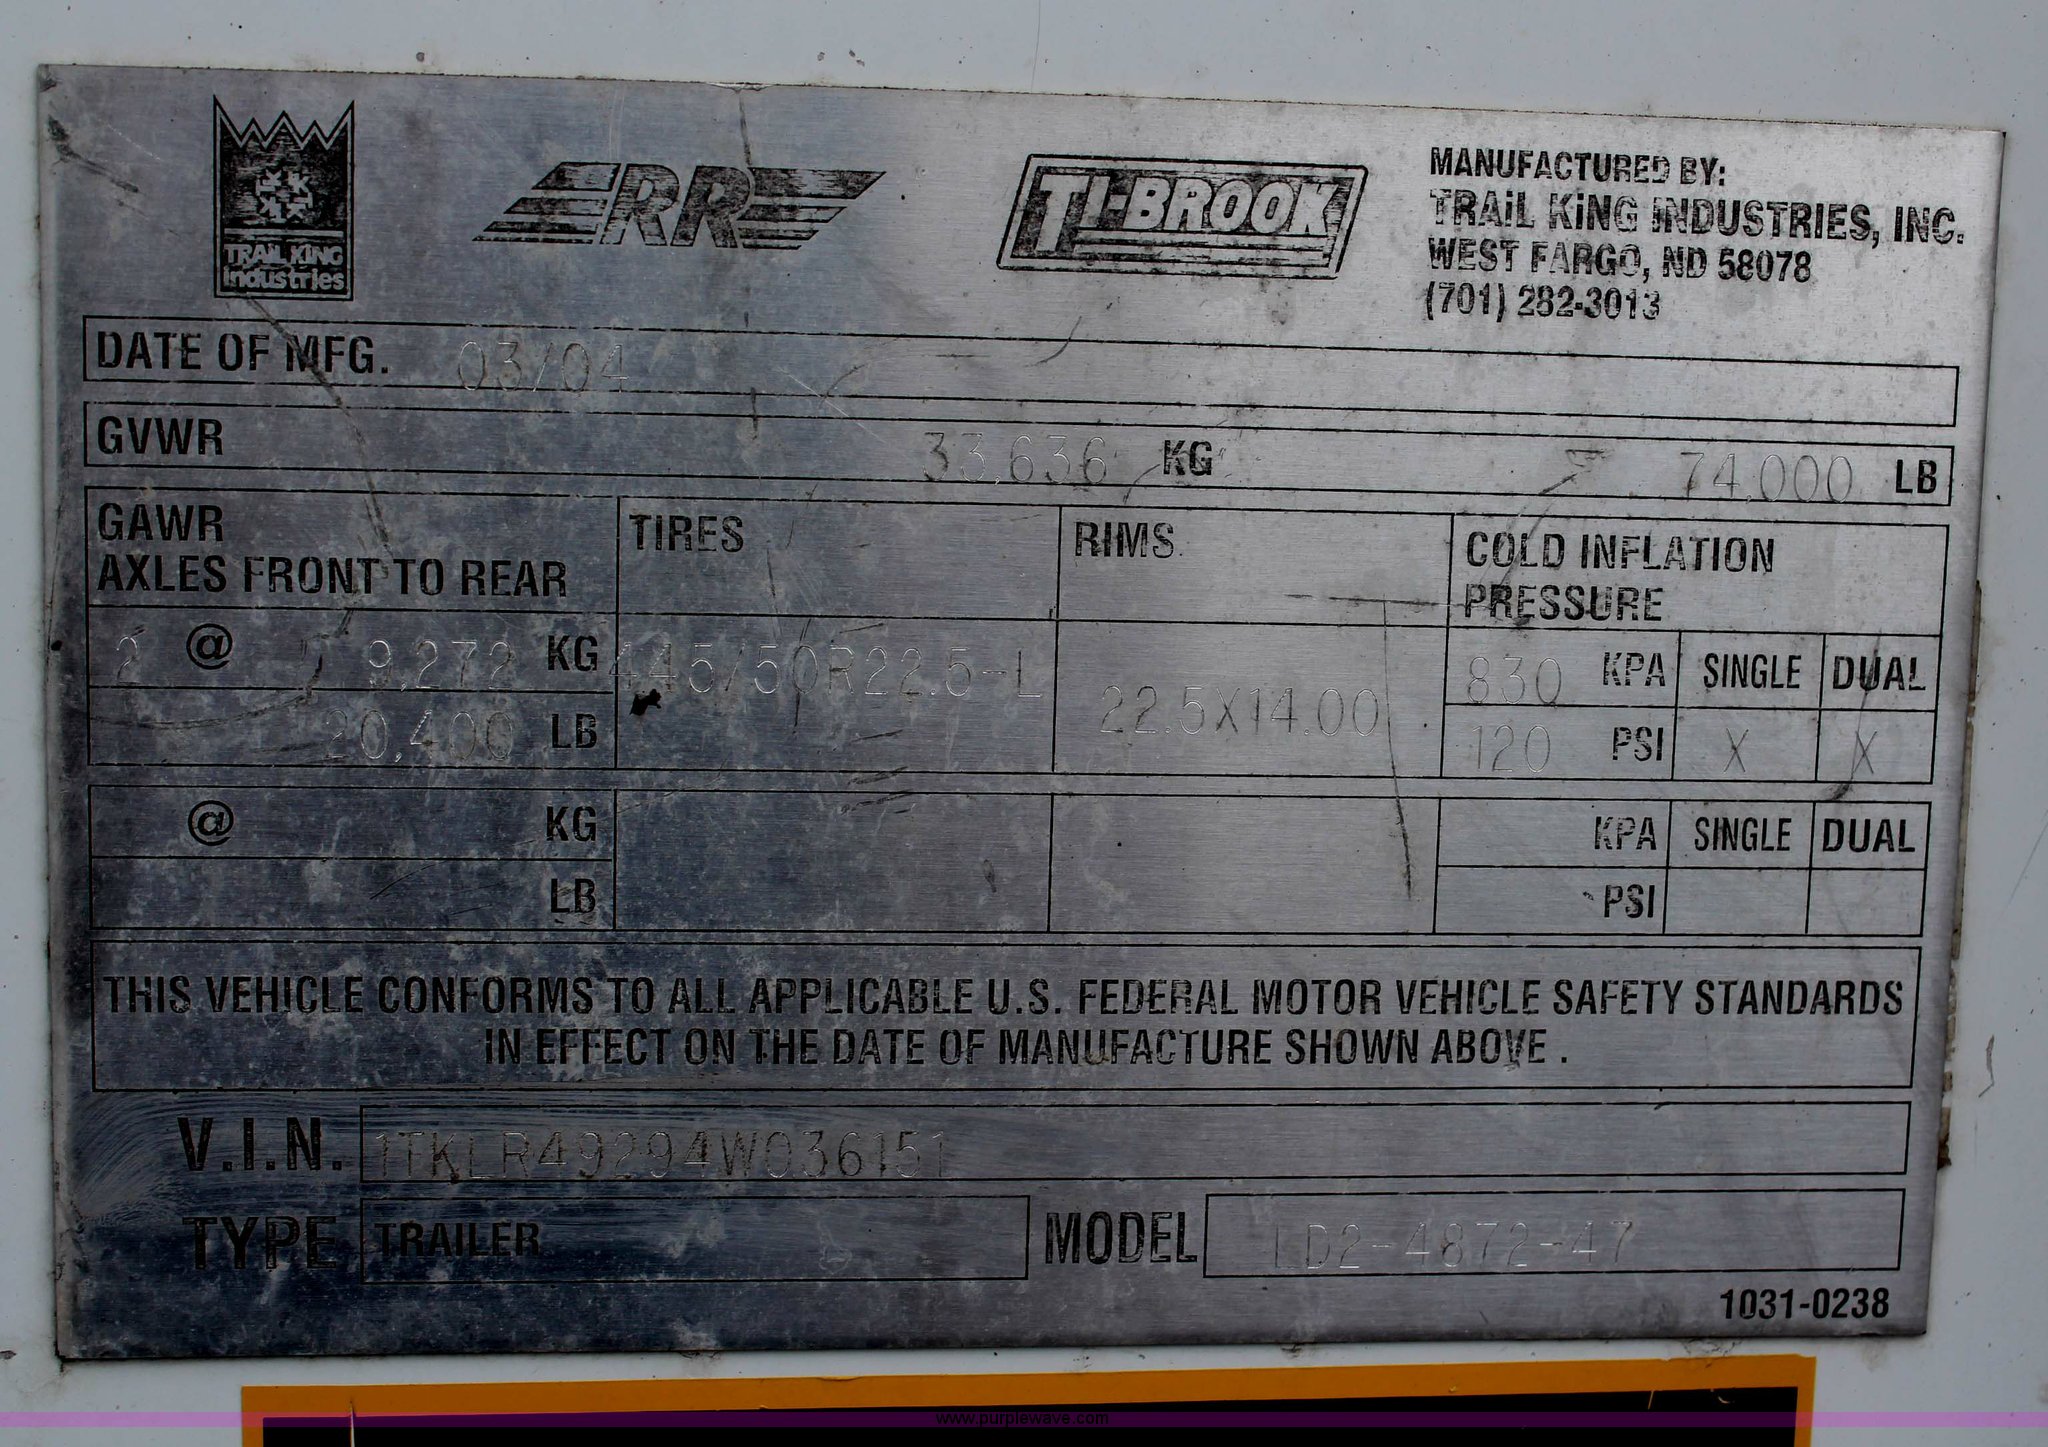 TRAIL KING
Industries
RR
TI-BROOK
MANUFACTURED BY:
TRAIL KING INDUSTRIES, INC.
WEST FARGO, ND 58078
(701) 282-3013
DATE OF MFG. 03/04
GVWR 33,636 KG 74,000 LB
GAWR
AXLES FRONT TO REAR
TIRES
RIMS
COLD INFLATION
PRESSURE
2 @ 9,272 KG 445/50R22.5-L 22.5X14.00 830 KPA SINGLE DUAL
20,400 LB 120 PSI X X
@ KG KPA SINGLE DUAL
LB PSI
THIS VEHICLE CONFORMS TO ALL APPLICABLE U.S. FEDERAL MOTOR VEHICLE SAFETY STANDARDS
IN EFFECT ON THE DATE OF MANUFACTURE SHOWN ABOVE .
V.I.N. 1TKLR49294W036151
TYPE TRAILER MODEL LD2-4872-47
1031-0238
www.purplewave.com